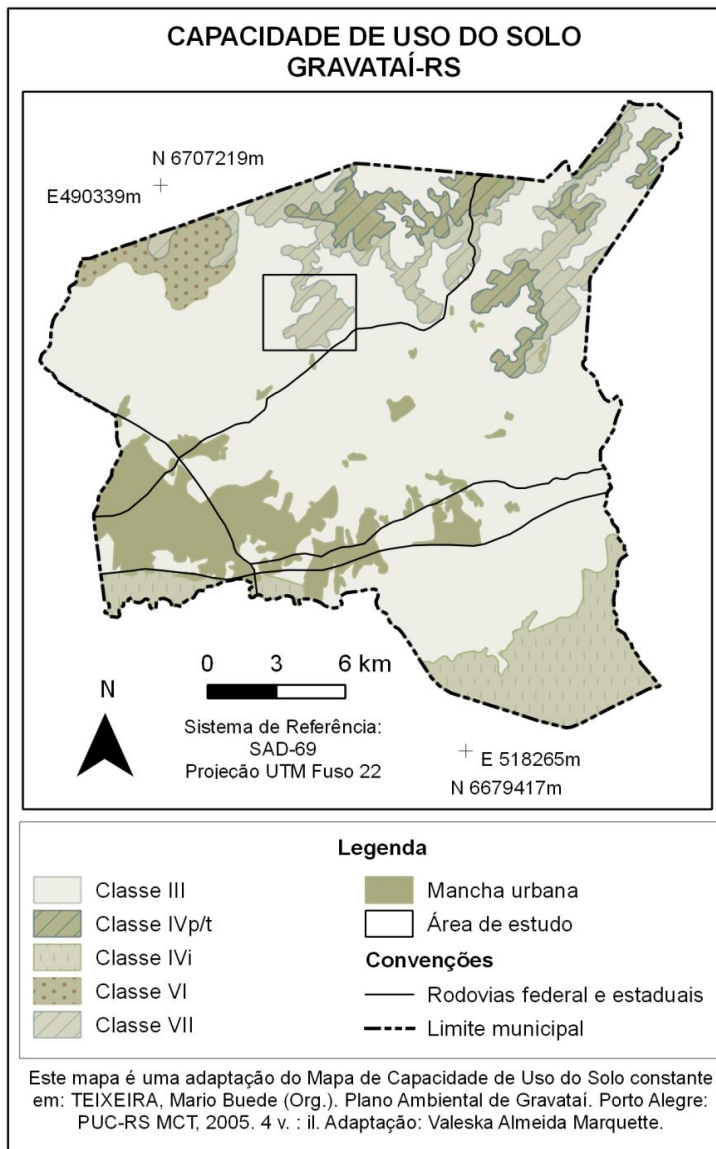 CAPACIDADE DE USO DO SOLO
GRAVATAÍ-RS
N 6707219m
E490339m
0 3 6 km
N
Sistema de Referência:
SAD-69
Projeção UTM Fuso 22
E 518265m
N 6679417m
Legenda
Classe III
Classe IVp/t
Classe IVi
Classe VI
Classe VII
Mancha urbana
Área de estudo
Convenções
Rodovias federal e estaduais
Limite municipal
Este mapa é uma adaptação do Mapa de Capacidade de Uso do Solo constante
em: TEIXEIRA, Mario Buede (Org.). Plano Ambiental de Gravataí. Porto Alegre:
PUC-RS MCT, 2005. 4 v. : il. Adaptação: Valeska Almeida Marquette.